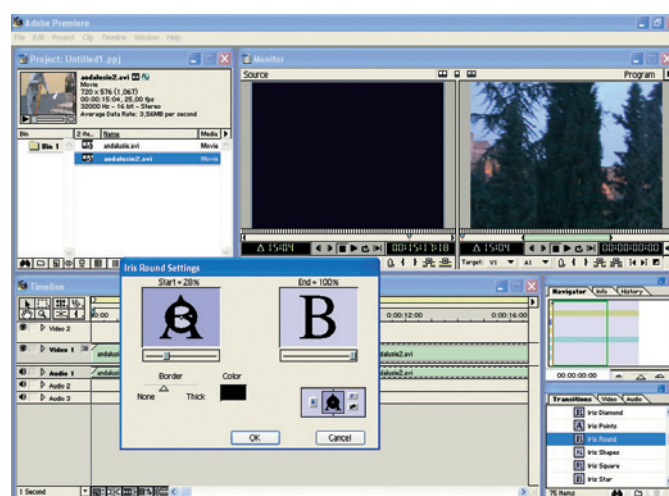 Adobe Premiere
File Edit Project Clip Timeline Window Help
Project: Untitled1.ppj
andalusie2.avi
Movie
720 x 576 (1,067)
00:00:15:04, 25,00 fps
32000 Hz - 16 bit - Stereo
Average Data Rate: 3,56MB per second
Bin
Name
Media
Bin 1
andalusie.avi
Movie
andalusie2.avi
Movie
Monitor
Source
Program
Δ 15:04
00:15:17:18
Δ 15:04
00:00:00:00
Target: V1
A1
Iris Round Settings
Start = 28%
End = 100%
A
B
Border
Color
None
Thick
A
OK
Cancel
Timeline
0:00
0:00:12:00
0:00:16:00
Video 2
Video 1
andalusie2.avi
Audio 1
andalusie2.avi
Audio 2
Audio 3
1 Second
Navigator Info History
00:00:00:00
Transitions Video Audio
Iris Diamond
Iris Points
Iris Round
Iris Shapes
Iris Square
Iris Star
75 Items